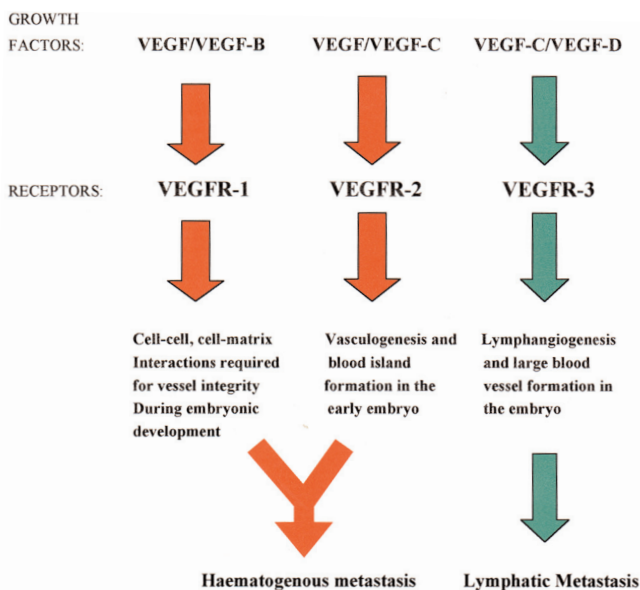 GROWTH
FACTORS: VEGF/VEGF-B VEGF/VEGF-C VEGF-C/VEGF-D
RECEPTORS: VEGFR-1 VEGFR-2 VEGFR-3
Cell-cell, cell-matrix
Interactions required
for vessel integrity
During embryonic
development
Vasculogenesis and
blood island
formation in the
early embryo
Lymphangiogenesis
and large blood
vessel formation in
the embryo
Haematogenous metastasis Lymphatic Metastasis